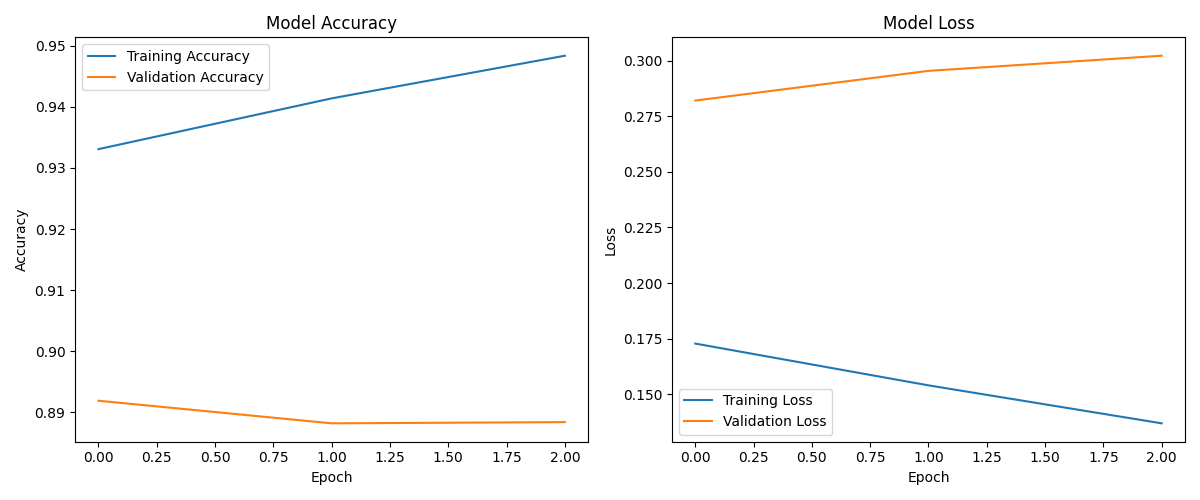 Model Accuracy
Training Accuracy
Validation Accuracy
0.95
0.94
0.93
0.92
0.91
0.90
0.89
Accuracy
0.00 0.25 0.50 0.75 1.00 1.25 1.50 1.75 2.00
Epoch
Model Loss
0.300
0.275
0.250
0.225
0.200
0.175
0.150
Loss
Training Loss
Validation Loss
0.00 0.25 0.50 0.75 1.00 1.25 1.50 1.75 2.00
Epoch